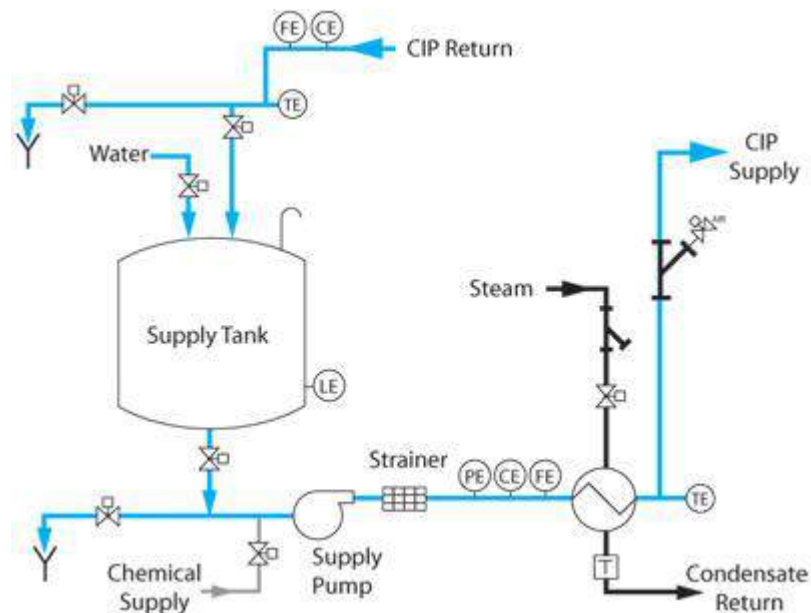 FE
CE
CIP Return
TE
Water
CIP
Supply
Steam
Supply Tank
LE
Strainer
PE
CE
FE
TE
Supply
Pump
Chemical
Supply
T
Condensate
Return